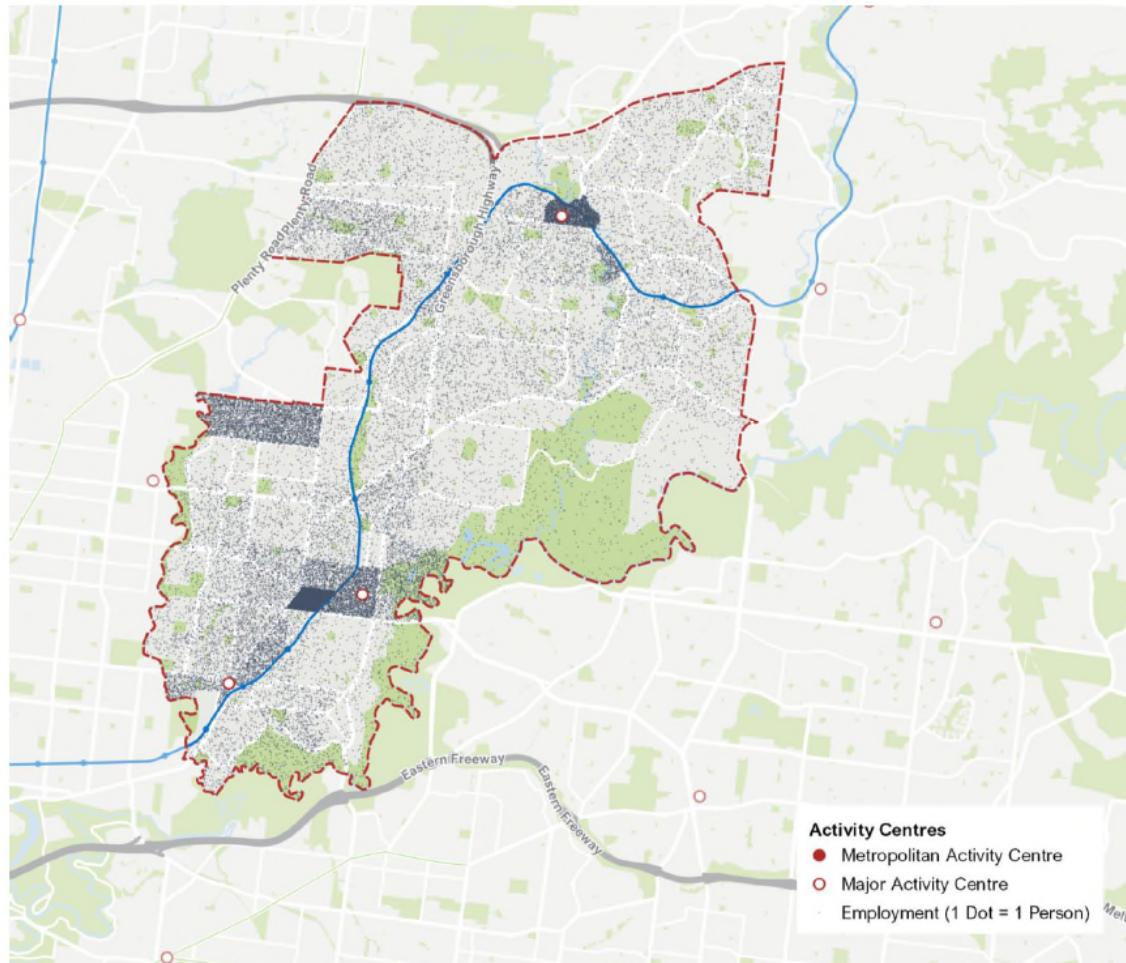 Plenty Road
Plenty Road
Greensborough Highway
Eastern Freeway
Eastern Freeway
Activity Centres
Metropolitan Activity Centre
Major Activity Centre
Employment (1 Dot = 1 Person)